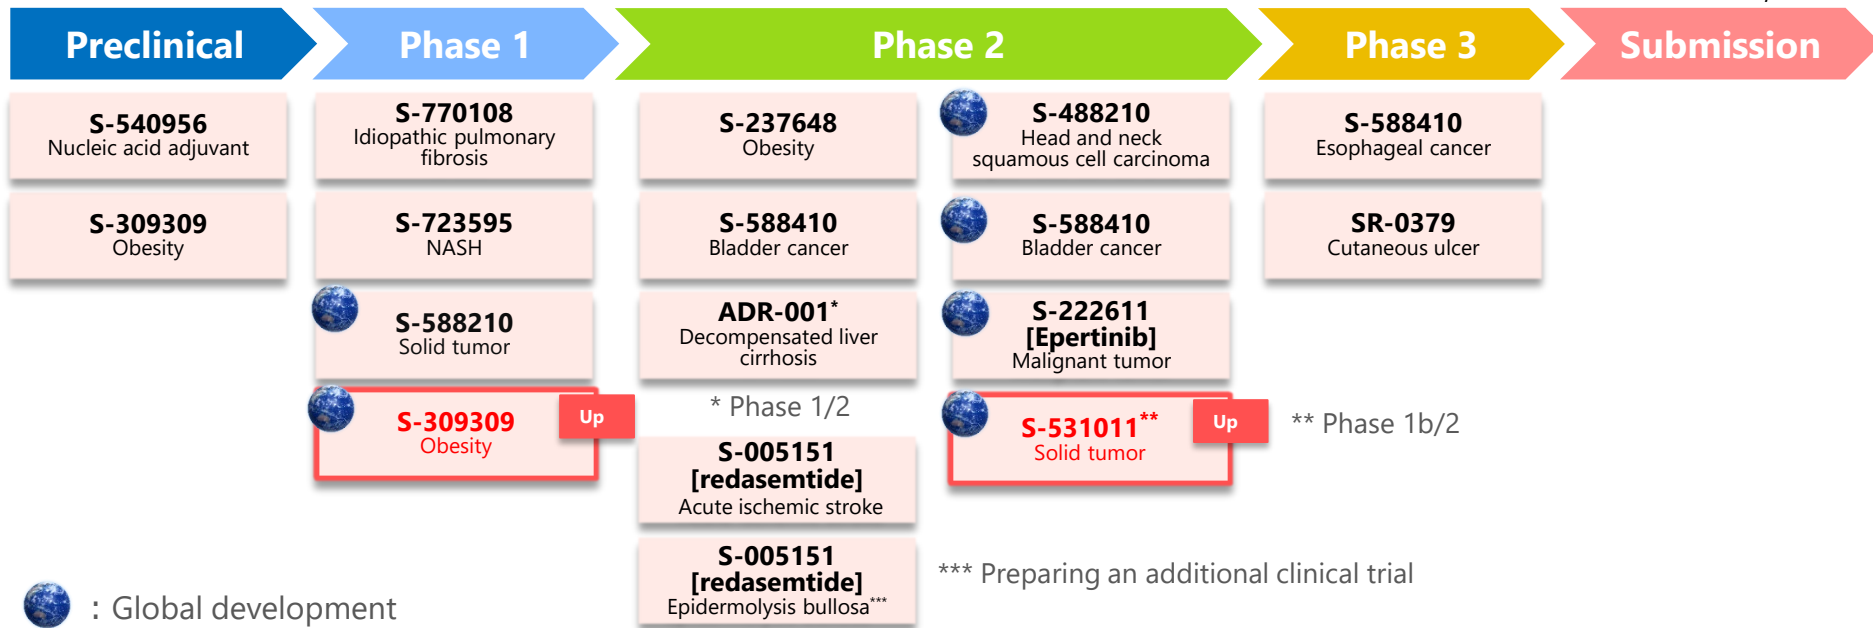 Preclinical
Phase 1
Phase 2
Phase 3
Submission
S-540956
Nucleic acid adjuvant
S-309309
Obesity
S-770108
Idiopathic pulmonary
fibrosis
S-723595
NASH
S-588210
Solid tumor
S-309309
Obesity
Up
S-237648
Obesity
S-588410
Bladder cancer
ADR-001*
Decompensated liver
cirrhosis
* Phase 1/2
S-005151
[redasemtide]
Acute ischemic stroke
S-005151
[redasemtide]
Epidermolysis bullosa***
S-488210
Head and neck
squamous cell carcinoma
S-588410
Bladder cancer
S-222611
[Epertinib]
Malignant tumor
S-531011**
Solid tumor
Up
** Phase 1b/2
*** Preparing an additional clinical trial
S-588410
Esophageal cancer
SR-0379
Cutaneous ulcer
: Global development